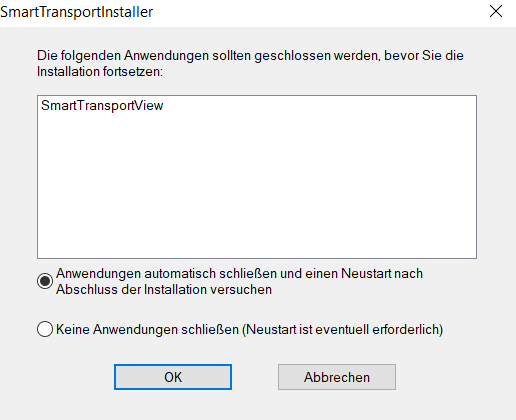 SmartTransportInstaller
Die folgenden Anwendungen sollten geschlossen werden, bevor Sie die
Installation fortsetzen:
SmartTransportView
Anwendungen automatisch schließen und einen Neustart nach
Abschluss der Installation versuchen
Keine Anwendungen schließen (Neustart ist eventuell erforderlich)
OK
Abbrechen